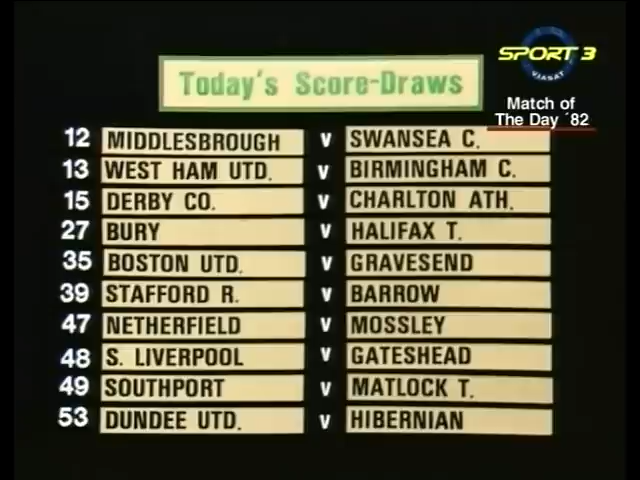 SPORT 3
VIASAT
Match of
The Day ´82
Today's Score-Draws
12 MIDDLESBROUGH v SWANSEA C.
13 WEST HAM UTD. v BIRMINGHAM C.
15 DERBY CO. v CHARLTON ATH.
27 BURY v HALIFAX T.
35 BOSTON UTD. v GRAVESEND
39 STAFFORD R. v BARROW
47 NETHERFIELD v MOSSLEY
48 S. LIVERPOOL v GATESHEAD
49 SOUTHPORT v MATLOCK T.
53 DUNDEE UTD. v HIBERNIAN